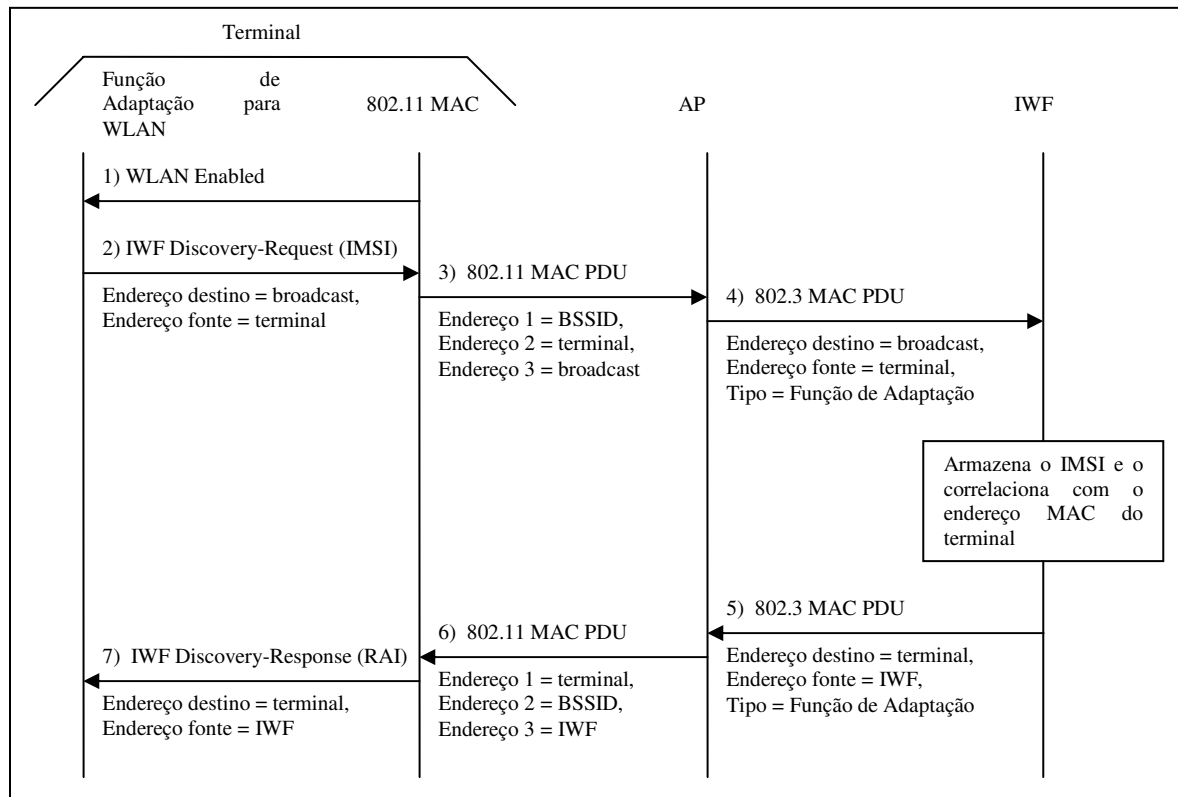 Terminal
Função de
Adaptação para
WLAN
802.11 MAC
AP
IWF
1) WLAN Enabled
2) IWF Discovery-Request (IMSI)
Endereço destino = broadcast,
Endereço fonte = terminal
3) 802.11 MAC PDU
Endereço 1 = BSSID,
Endereço 2 = terminal,
Endereço 3 = broadcast
4) 802.3 MAC PDU
Endereço destino = broadcast,
Endereço fonte = terminal,
Tipo = Função de Adaptação
Armazena o IMSI e o
correlaciona com o
endereço MAC do
terminal
5) 802.3 MAC PDU
Endereço destino = terminal,
Endereço fonte = IWF,
Tipo = Função de Adaptação
6) 802.11 MAC PDU
Endereço 1 = terminal,
Endereço 2 = BSSID,
Endereço 3 = IWF
7) IWF Discovery-Response (RAI)
Endereço destino = terminal,
Endereço fonte = IWF